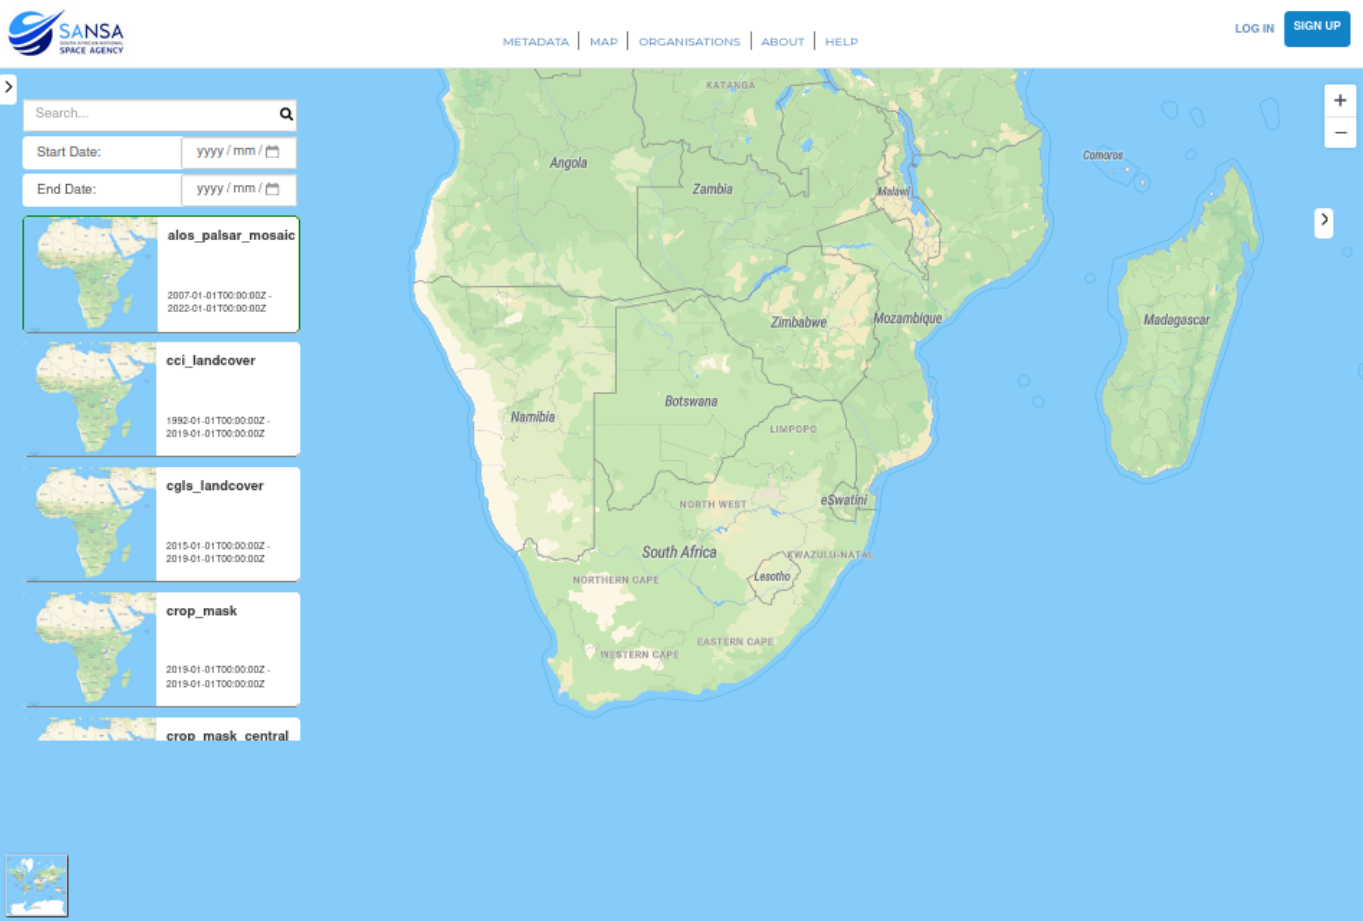 SANSA
SOUTH AFRICAN NATIONAL
SPACE AGENCY
METADATA
MAP
ORGANISATIONS
ABOUT
HELP
LOG IN
SIGN UP
Search...
Start Date:
yyyy / mm /
End Date:
yyyy / mm /
alos_palsar_mosaic
2007-01-01T00:00:00Z -
2022-01-01T00:00:00Z
cci_landcover
1992-01-01T00:00:00Z -
2019-01-01T00:00:00Z
cgls_landcover
2015-01-01T00:00:00Z -
2019-01-01T00:00:00Z
crop_mask
2019-01-01T00:00:00Z -
2019-01-01T00:00:00Z
crop_mask_central
KATANGA
Angola
Zambia
Malawi
Comoros
Zimbabwe
Mozambique
Madagascar
Namibia
Botswana
LIMPOPO
NORTH WEST
eSwatini
South Africa
KWAZULU-NATAL
Lesotho
NORTHERN CAPE
EASTERN CAPE
WESTERN CAPE